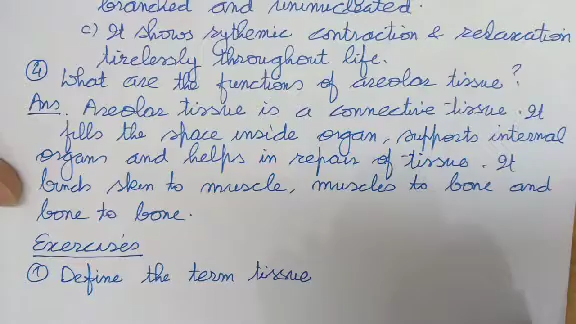 branched and uninucleated.
c) It shows rythemic contraction & relaxation
tirelessly throughout life.
④ What are the functions of areolar tissue?
Ans. Areolar tissue is a connective tissue. It
fills the space inside organ, supports internal
organs and helps in repair of tissue. It
binds skin to muscle, muscles to bone and
bone to bone.
Exercises
① Define the term tissue